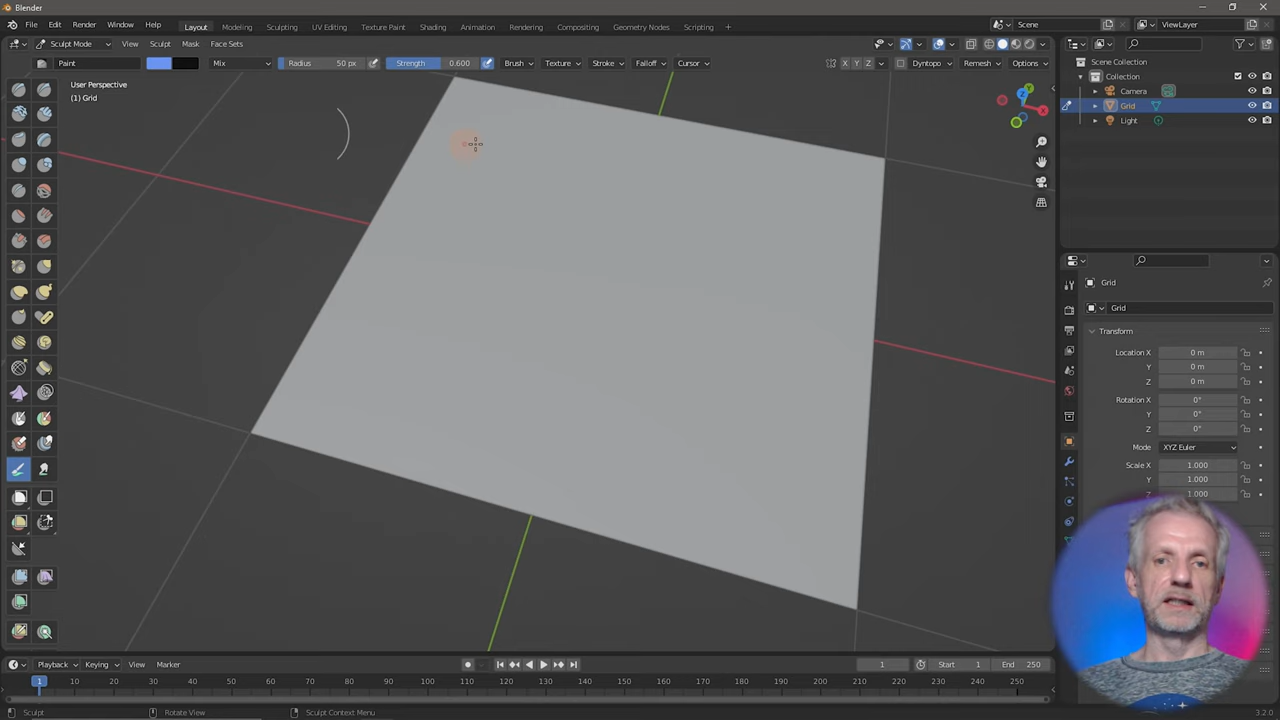 Blender
File Edit Render Window Help Layout Modeling Sculpting UV Editing Texture Paint Shading Animation Rendering Compositing Geometry Nodes Scripting + Scene ViewLayer
Sculpt Mode View Sculpt Mask Face Sets
Paint Mix Radius 50 px Strength 0.600 Brush Texture Stroke Falloff Cursor X Y Z Dyntopo Remesh Options
Scene Collection
Collection
Camera
Grid
Light
User Perspective
(1) Grid
Z Y X
Grid
Grid
Transform
Location X 0 m
Y 0 m
Z 0 m
Rotation X 0°
Y 0°
Z 0°
Mode XYZ Euler
Scale X 1.000
Y 1.000
Z 1.000
Playback Keying View Marker 1 Start 1 End 250
1 10 20 30 40 50 60 70 80 90 100 110 120 130 140 150 160 170 180 190 200 210 220 230 240 250
Sculpt Rotate View Sculpt Context Menu 3.2.0